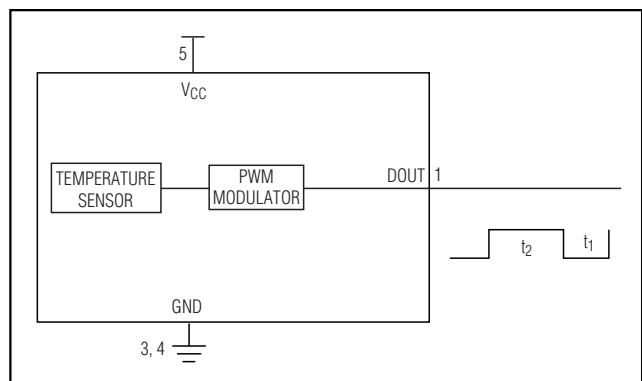 5
VCC
TEMPERATURE
SENSOR
PWM
MODULATOR
DOUT 1
t2
t1
GND
3, 4